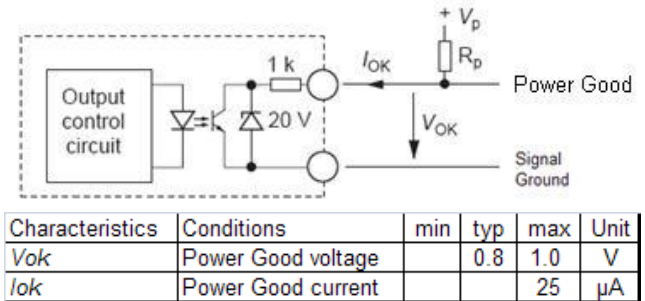 + Vp
Rp
1 k
IOK
Power Good
Output
control
circuit
20 V
VOK
Signal
Ground
Characteristics Conditions min typ max Unit
Vok Power Good voltage 0.8 1.0 V
Iok Power Good current 25 µA